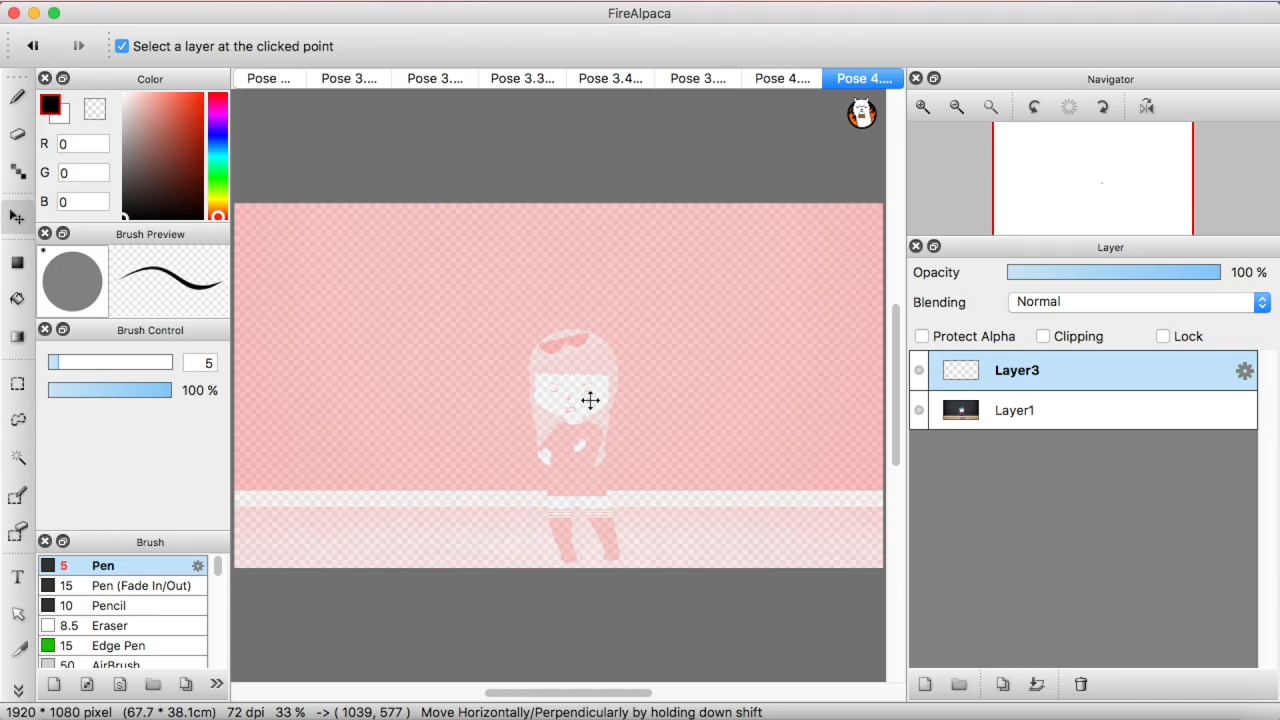 FireAlpaca
Select a layer at the clicked point
Color
Pose ...
Pose 3....
Pose 3....
Pose 3.3...
Pose 3.4...
Pose 3....
Pose 4....
Pose 4....
Navigator
R 0
G 0
B 0
Brush Preview
*
Layer
Opacity 100 %
Blending Normal
Brush Control
Protect Alpha Clipping Lock
5
100 %
Layer3
Layer1
Brush
5 Pen
15 Pen (Fade In/Out)
10 Pencil
8.5 Eraser
15 Edge Pen
50 AirBrush
T
S
1920 * 1080 pixel (67.7 * 38.1cm) 72 dpi 33 % -> ( 1039, 577 ) Move Horizontally/Perpendicularly by holding down shift